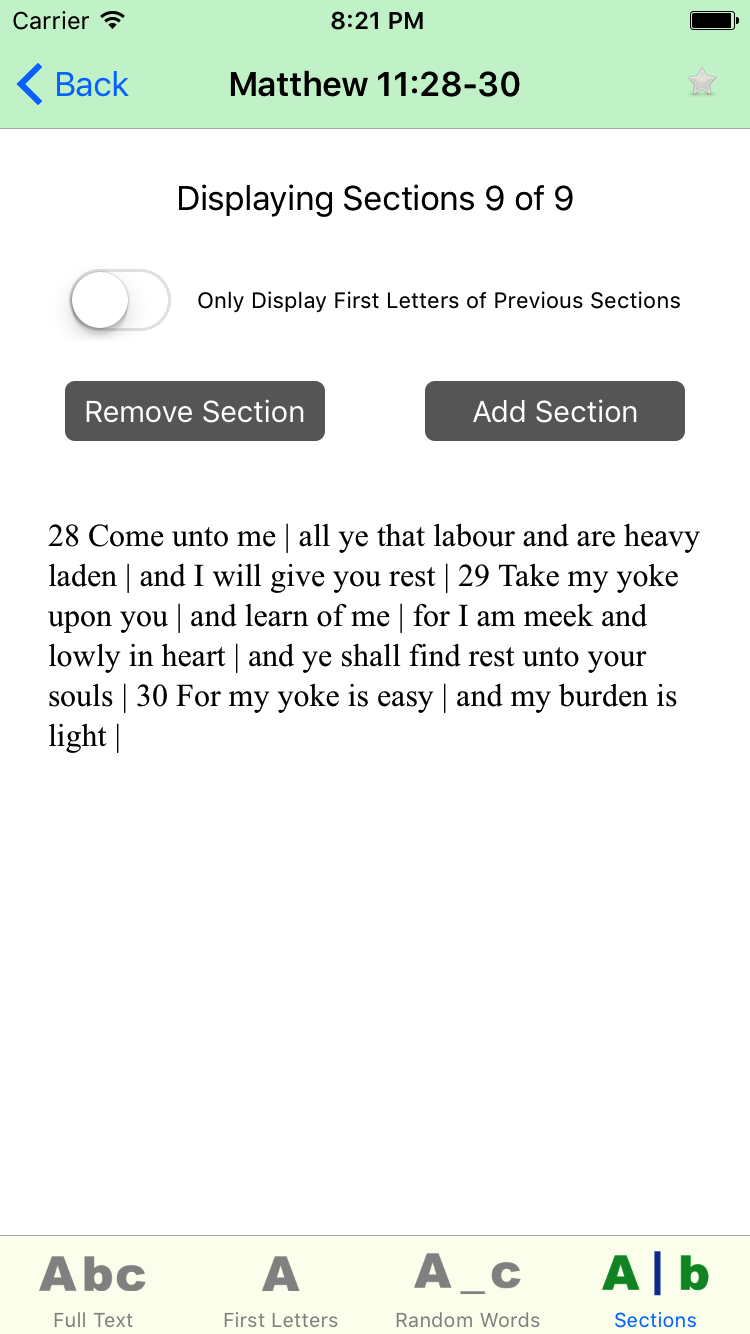 Carrier 8:21 PM
Back Matthew 11:28-30
Displaying Sections 9 of 9
Only Display First Letters of Previous Sections
Remove Section Add Section
28 Come unto me | all ye that labour and are heavy
laden | and I will give you rest | 29 Take my yoke
upon you | and learn of me | for I am meek and
lowly in heart | and ye shall find rest unto your
souls | 30 For my yoke is easy | and my burden is
light |
Abc A A_c A|b
Full Text First Letters Random Words Sections